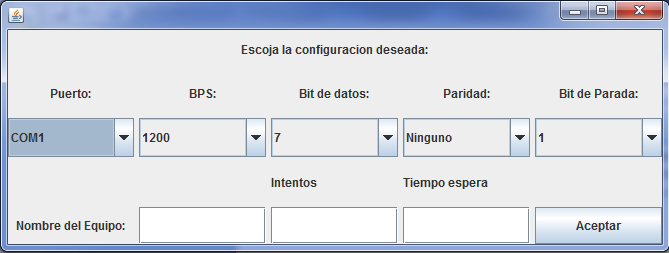 Escoja la configuracion deseada:
Puerto: BPS: Bit de datos: Paridad: Bit de Parada:
COM1 1200 7 Ninguno 1
Intentos Tiempo espera
Nombre del Equipo: Aceptar